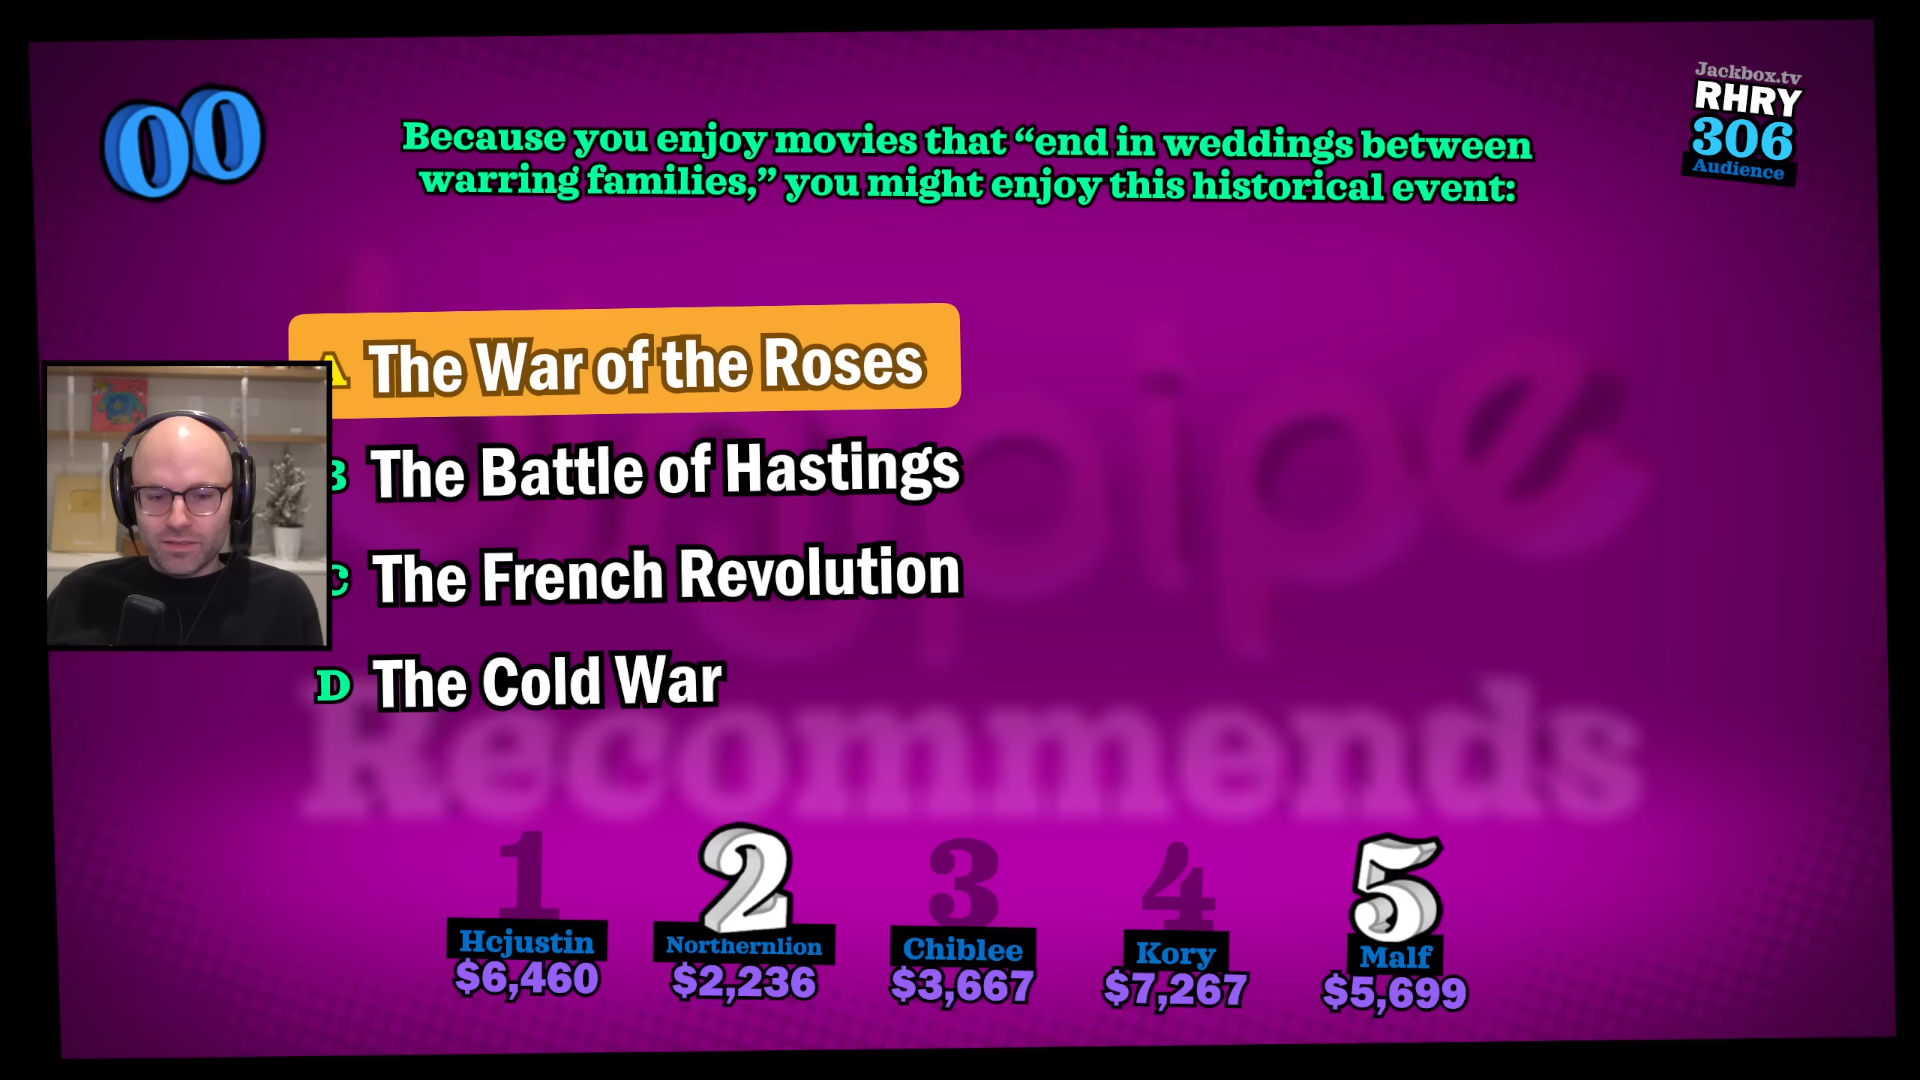 00
Jackbox.tv
RHRY
306
Audience
Because you enjoy movies that “end in weddings between
warring families,” you might enjoy this historical event:
A The War of the Roses
B The Battle of Hastings
C The French Revolution
D The Cold War
Recommends
1 2 3 4 5
Hcjustin Northernlion Chiblee Kory Malf
$6,460 $2,236 $3,667 $7,267 $5,699